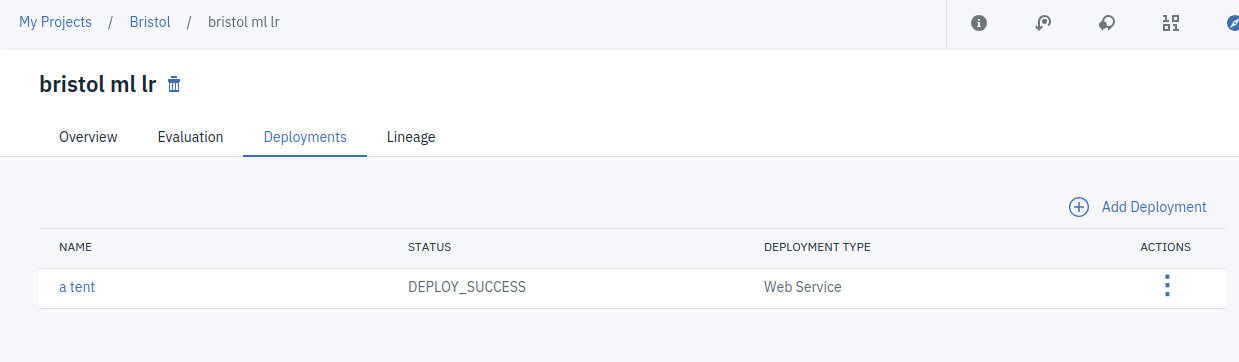 My Projects / Bristol / bristol ml lr
bristol ml lr
Overview Evaluation Deployments Lineage
Add Deployment
NAME STATUS DEPLOYMENT TYPE ACTIONS
a tent DEPLOY_SUCCESS Web Service